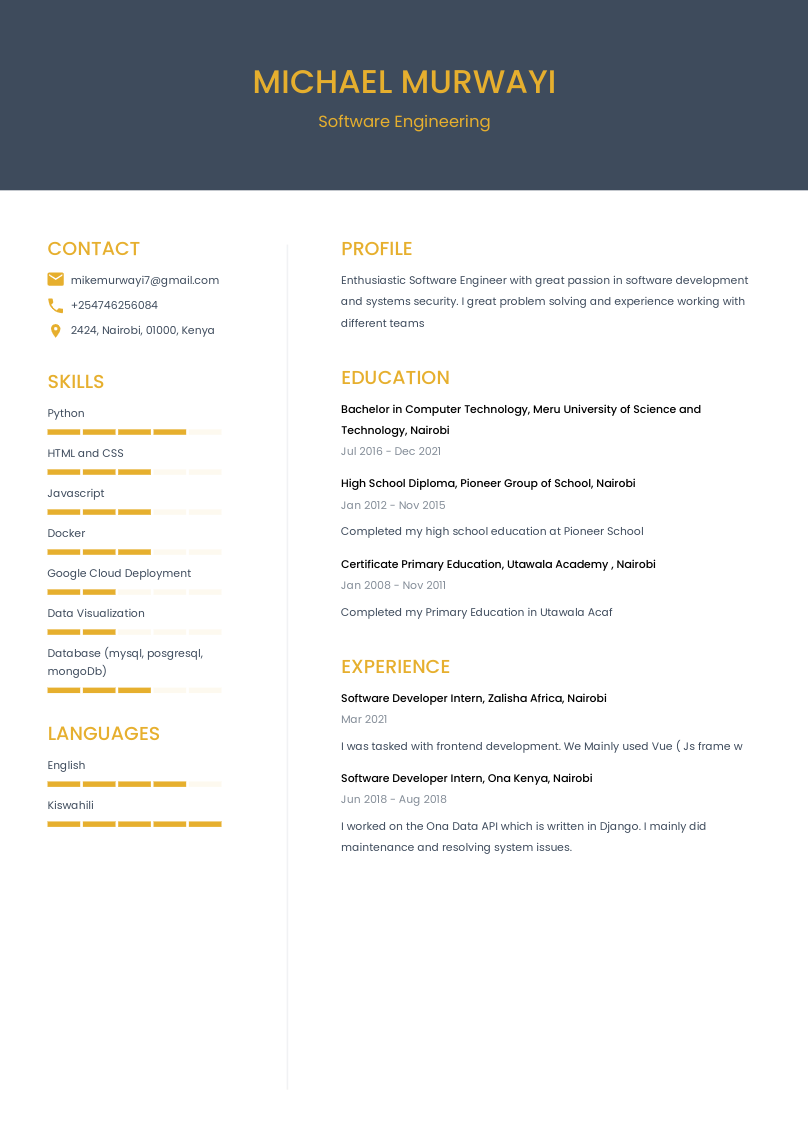 MICHAEL MURWAYI
Software Engineering
CONTACT
mikemurwayi7@gmail.com
+254746256084
2424, Nairobi, 01000, Kenya
SKILLS
Python
HTML and CSS
Javascript
Docker
Google Cloud Deployment
Data Visualization
Database (mysql, posgresql,
mongoDb)
LANGUAGES
English
Kiswahili
PROFILE
Enthusiastic Software Engineer with great passion in software development
and systems security. I great problem solving and experience working with
different teams
EDUCATION
Bachelor in Computer Technology, Meru University of Science and
Technology, Nairobi
Jul 2016 - Dec 2021
High School Diploma, Pioneer Group of School, Nairobi
Jan 2012 - Nov 2015
Completed my high school education at Pioneer School
Certificate Primary Education, Utawala Academy , Nairobi
Jan 2008 - Nov 2011
Completed my Primary Education in Utawala Acaf
EXPERIENCE
Software Developer Intern, Zalisha Africa, Nairobi
Mar 2021
I was tasked with frontend development. We Mainly used Vue ( Js frame w
Software Developer Intern, Ona Kenya, Nairobi
Jun 2018 - Aug 2018
I worked on the Ona Data API which is written in Django. I mainly did
maintenance and resolving system issues.